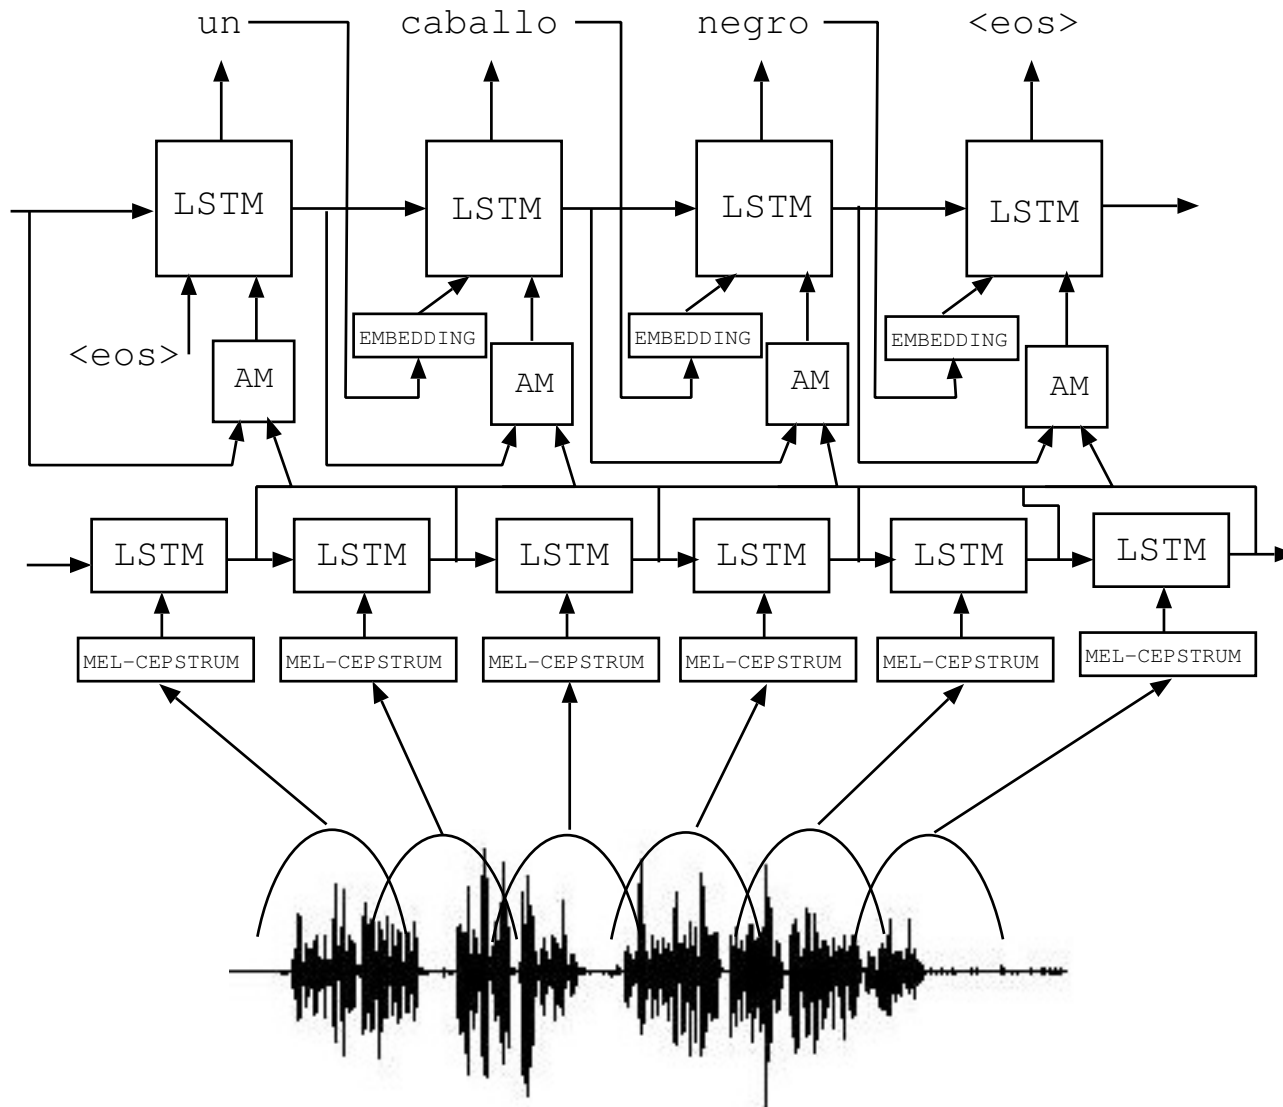 un caballo negro <eos>
LSTM LSTM LSTM LSTM
EMBEDDING EMBEDDING EMBEDDING
<eos>
AM AM AM AM
LSTM LSTM LSTM LSTM LSTM LSTM
MEL-CEPSTRUM MEL-CEPSTRUM MEL-CEPSTRUM MEL-CEPSTRUM MEL-CEPSTRUM MEL-CEPSTRUM